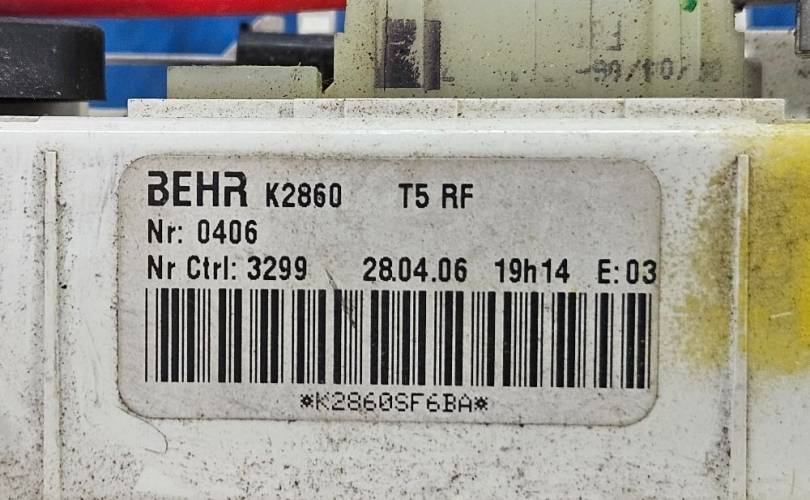 BEHR K2860 T5 RF
Nr: 0406
Nr Ctrl: 3299 28.04.06 19h14 E: 03
*K2860SF6BA*